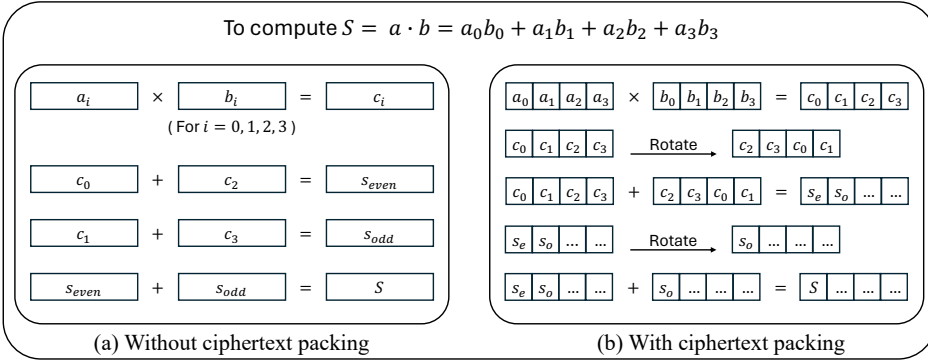 To compute S = a · b = a₀b₀ + a₁b₁ + a₂b₂ + a₃b₃
aᵢ × bᵢ = cᵢ
( For i = 0, 1, 2, 3 )
c₀ + c₂ = s_even
c₁ + c₃ = s_odd
s_even + s_odd = S
(a) Without ciphertext packing
a₀ a₁ a₂ a₃ × b₀ b₁ b₂ b₃ = c₀ c₁ c₂ c₃
c₀ c₁ c₂ c₃ Rotate c₂ c₃ c₀ c₁
c₀ c₁ c₂ c₃ + c₂ c₃ c₀ c₁ = sₑ sₒ ... ...
sₑ sₒ ... ... Rotate sₒ ... ... ...
sₑ sₒ ... ... + sₒ ... ... ... = S ... ... ...
(b) With ciphertext packing